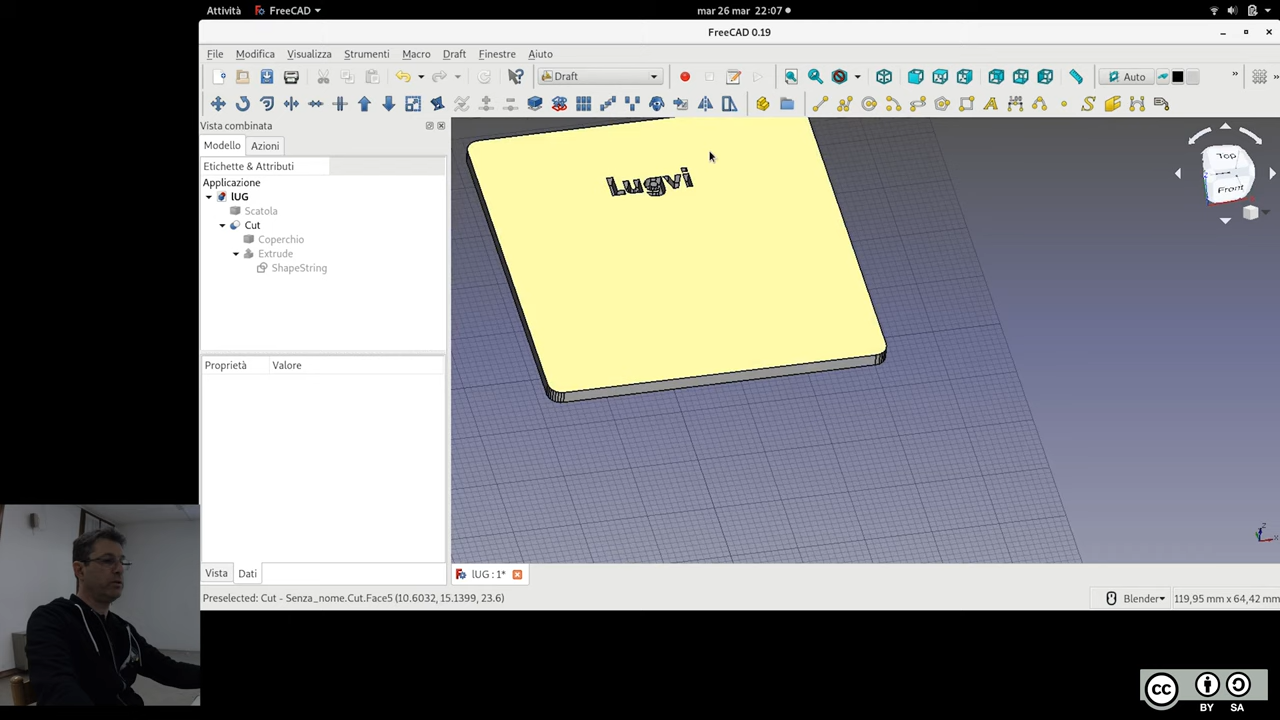 Attività
FreeCAD
mar 26 mar 22:07
FreeCAD 0.19
File Modifica Visualizza Strumenti Macro Draft Finestre Aiuto
Draft
Auto
»
»
Vista combinata
Modello Azioni
Etichette & Attributi
Applicazione
lUG
Scatola
Cut
Coperchio
Extrude
ShapeString
Proprietà Valore
Vista Dati
Lugvi
TOP
Front
Z
X
lUG : 1*
Preselected: Cut - Senza_nome.Cut.Face5 (10.6032, 15.1399, 23.6)
Blender
119,95 mm x 64,42 mm
CC
BY SA